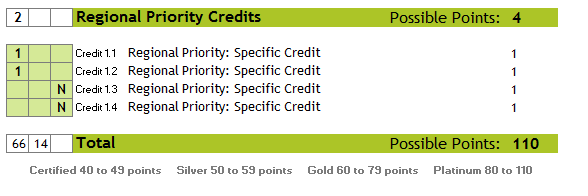 2 Regional Priority Credits Possible Points: 4
1 Credit 1.1 Regional Priority: Specific Credit 1
1 Credit 1.2 Regional Priority: Specific Credit 1
N Credit 1.3 Regional Priority: Specific Credit 1
N Credit 1.4 Regional Priority: Specific Credit 1
66 14 Total Possible Points: 110
Certified 40 to 49 points Silver 50 to 59 points Gold 60 to 79 points Platinum 80 to 110